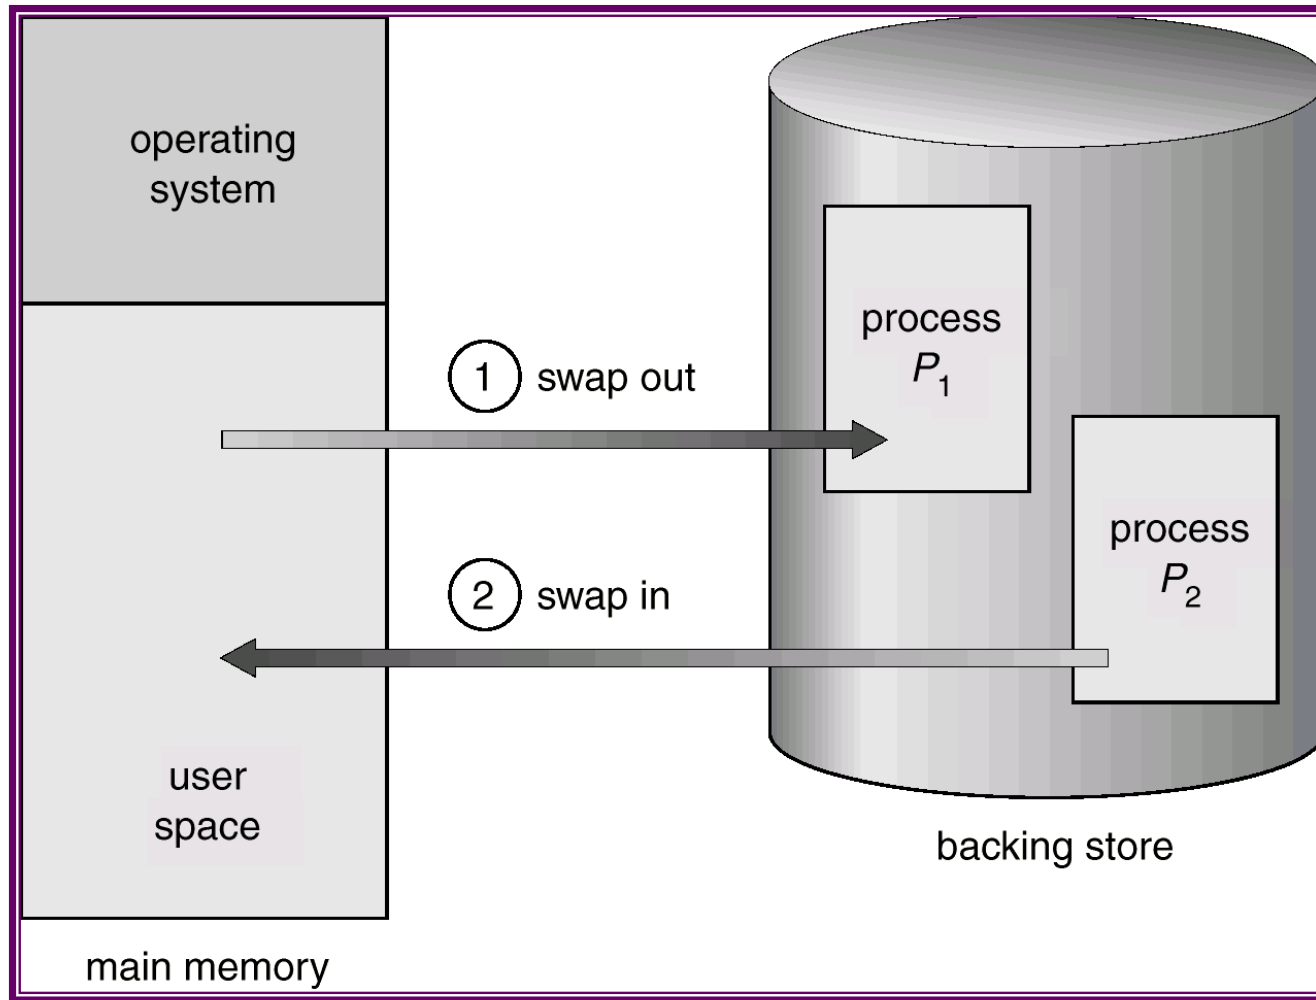 operating
system
1 swap out
process
P1
process
P2
2 swap in
user
space
backing store
main memory